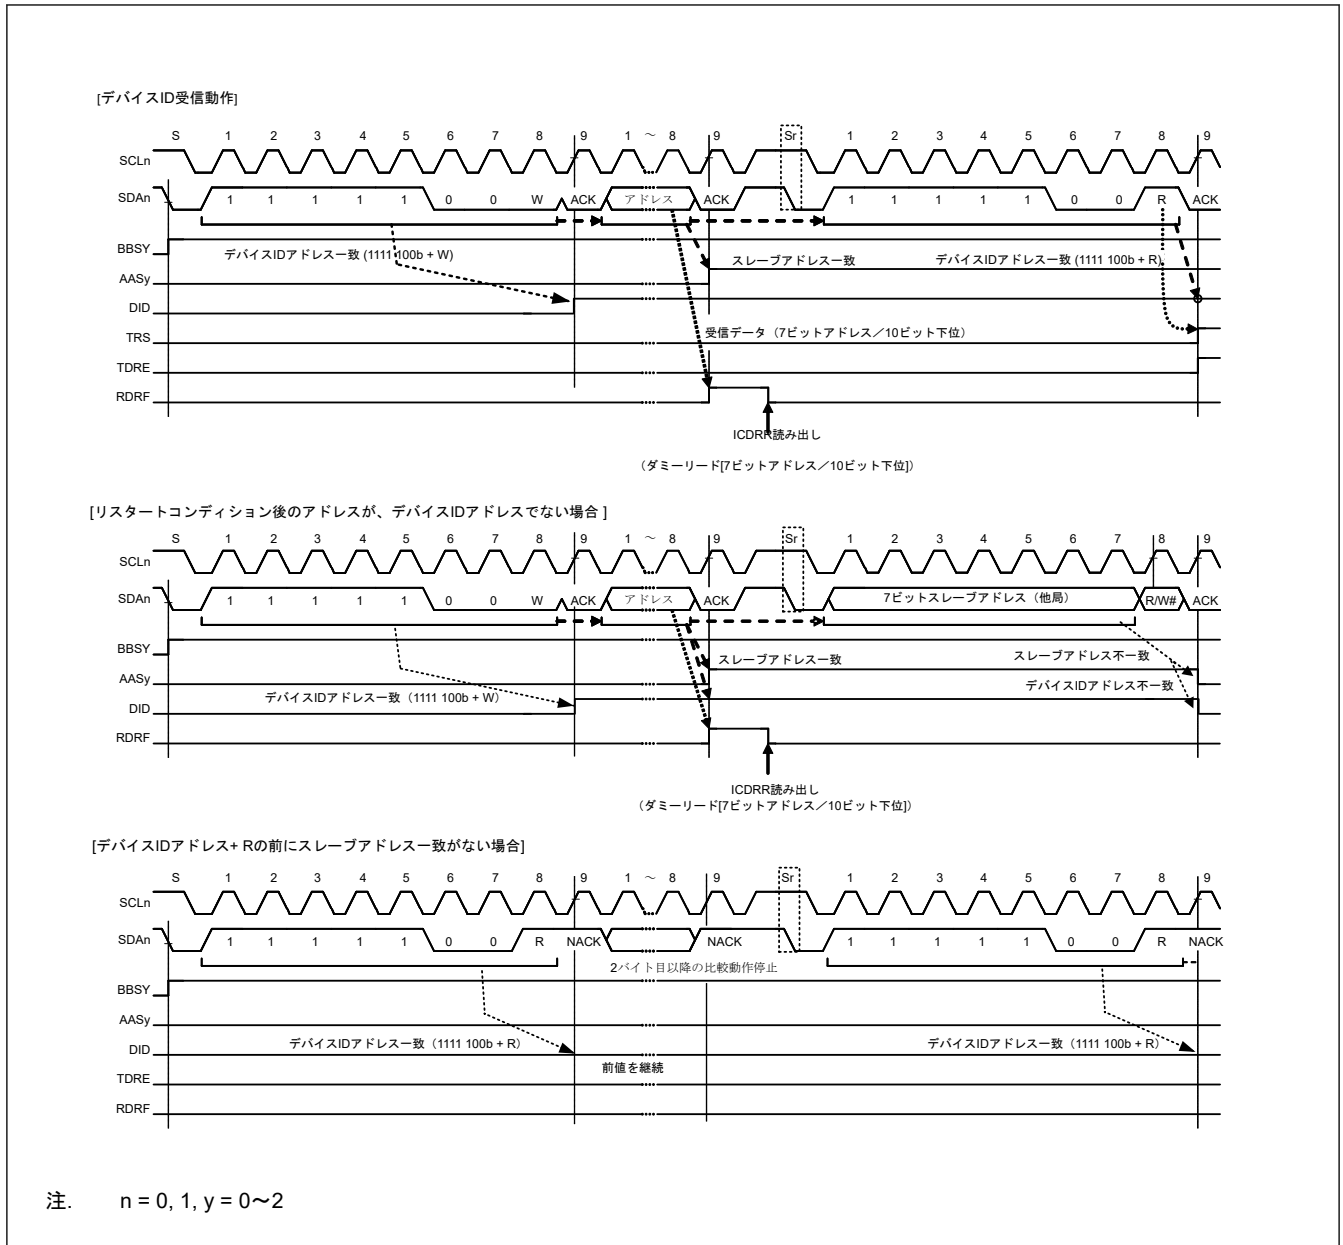 [デバイスID受信動作]
S 1 2 3 4 5 6 7 8 9 1 ～ 8 9 Sr 1 2 3 4 5 6 7 8 9
SCLn
SDAn 1 1 1 1 1 0 0 W ACK アドレス ACK 1 1 1 1 1 0 0 R ACK
BBSY
デバイスIDアドレス一致 (1111 100b + W) スレーブアドレス一致 デバイスIDアドレス一致 (1111 100b + R)
AASy
DID
TRS 受信データ（7ビットアドレス／10ビット下位）
TDRE
RDRF
ICDRR読み出し
（ダミーリード[7ビットアドレス／10ビット下位]）
[リスタートコンディション後のアドレスが、デバイスIDアドレスでない場合 ]
S 1 2 3 4 5 6 7 8 9 1 ～ 8 9 Sr 1 2 3 4 5 6 7 8 9
SCLn
SDAn 1 1 1 1 1 0 0 W ACK アドレス ACK 7ビットスレーブアドレス（他局） R/W# ACK
BBSY
スレーブアドレス一致 スレーブアドレス不一致
AASy
デバイスIDアドレス一致（1111 100b + W） デバイスIDアドレス不一致
DID
RDRF
ICDRR読み出し
（ダミーリード[7ビットアドレス／10ビット下位]）
[デバイスIDアドレス+ Rの前にスレーブアドレス一致がない場合]
S 1 2 3 4 5 6 7 8 9 1 ～ 8 9 Sr 1 2 3 4 5 6 7 8 9
SCLn
SDAn 1 1 1 1 1 0 0 R NACK NACK 1 1 1 1 1 0 0 R NACK
2バイト目以降の比較動作停止
BBSY
AASy
DID デバイスIDアドレス一致（1111 100b + R） デバイスIDアドレス一致（1111 100b + R）
前値を継続
TDRE
RDRF
注. n = 0, 1, y = 0～2